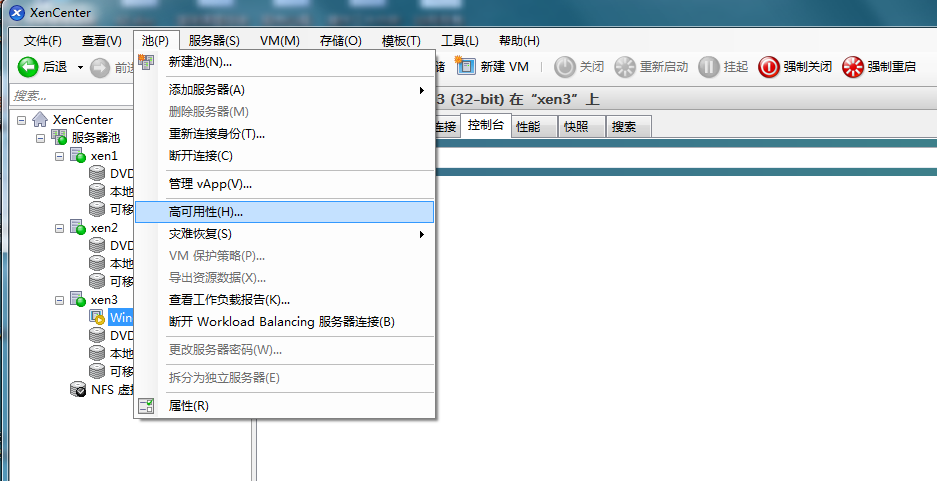 XenCenter
文件(F) 查看(V) 池(P) 服务器(S) VM(M) 存储(O) 模板(T) 工具(L) 帮助(H)
后退 前进 新建 VM 关闭 重新启动 挂起 强制关闭 强制重启
搜索...
3 (32-bit) 在 “xen3” 上
控制台 性能 快照 搜索
XenCenter
服务器池
xen1
DVD
本地
可移
xen2
DVD
本地
可移
xen3
Win
DVD
本地
可移
NFS 虚拟
新建池(N)...
添加服务器(A)
删除服务器(M)
重新连接身份(T)...
断开连接(C)
管理 vApp(V)...
高可用性(H)...
灾难恢复(S)
VM 保护策略(P)...
导出资源数据(X)...
查看工作负载报告(K)...
断开 Workload Balancing 服务器连接(B)
更改服务器密码(W)...
拆分为独立服务器(E)
属性(R)